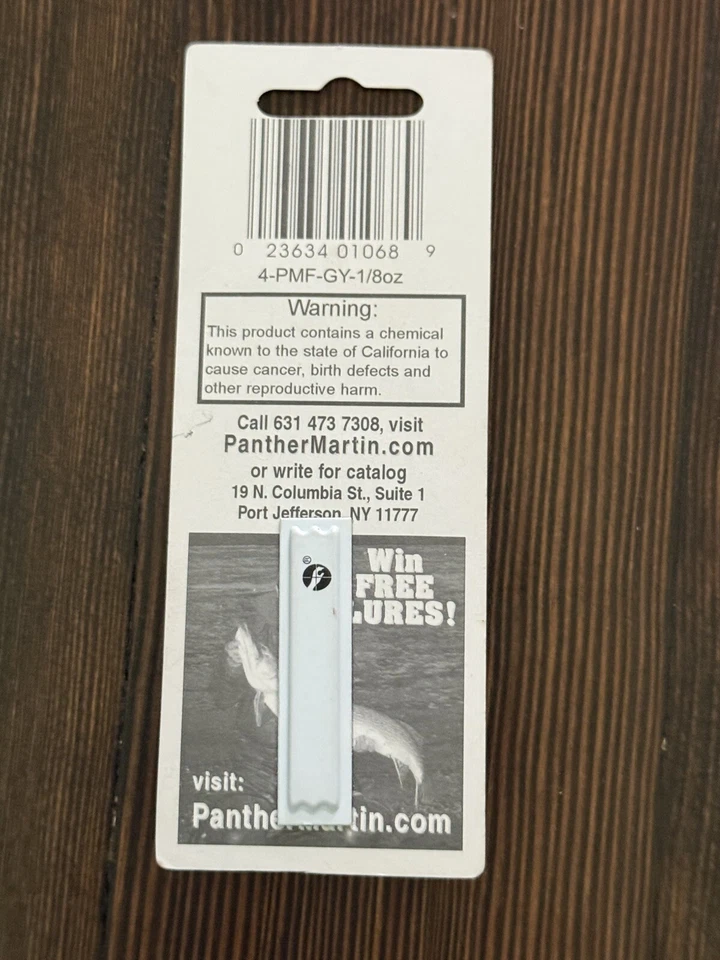 0 23634 01068 9
4-PMF-GY-1/8oz
Warning:
This product contains a chemical
known to the state of California to
cause cancer, birth defects and
other reproductive harm.
Call 631 473 7308, visit
PantherMartin.com
or write for catalog
19 N. Columbia St., Suite 1
Port Jefferson, NY 11777
®
Win
FREE
LURES!
visit:
PantherMartin.com